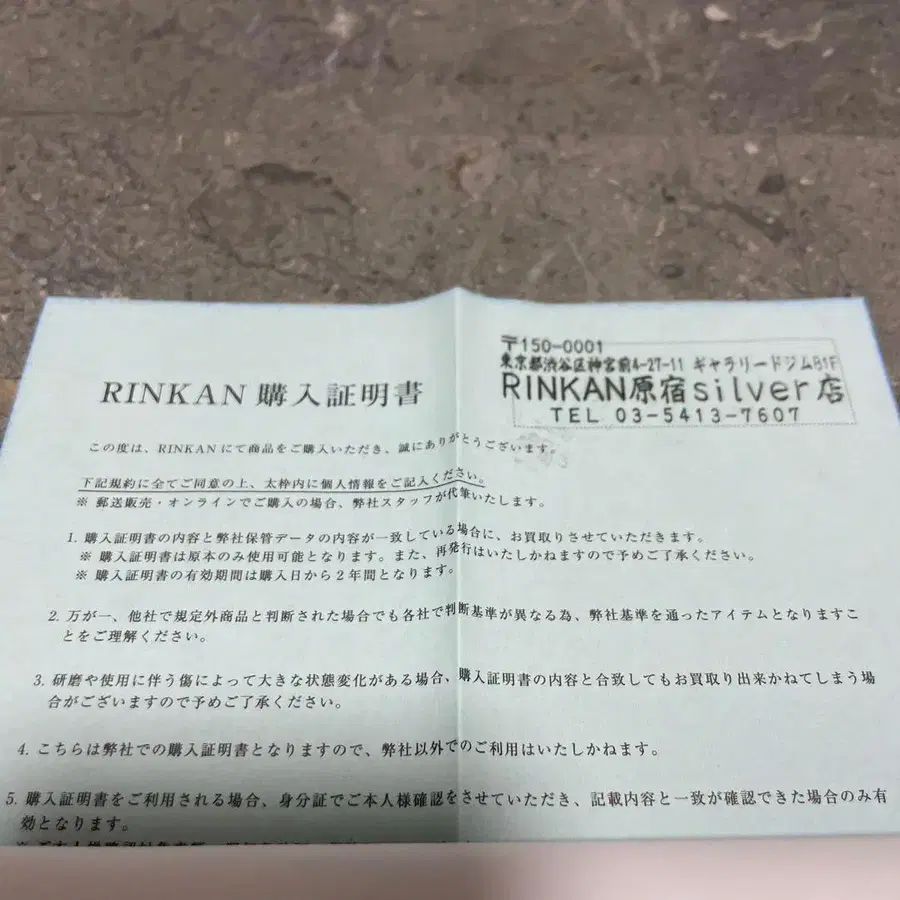 〒150-0001
東京都渋谷区神宮前4-27-11 ギャラリードジムB1F
RINKAN原宿silver店
TEL 03-5413-7607
RINKAN 購入証明書
この度は、RINKANにて商品をご購入いただき、誠にありがとうございます。
下記規約に全てご同意の上、太枠内に個人情報をご記入ください。
※ 郵送販売・オンラインでご購入の場合、弊社スタッフが代筆いたします。
1. 購入証明書の内容と弊社保管データの内容が一致している場合に、お買取りさせていただきます。
※ 購入証明書は原本のみ使用可能となります。また、再発行はいたしかねますので予めご了承ください。
※ 購入証明書の有効期間は購入日から2年間となります。
2. 万が一、他社で規定外商品と判断された場合でも各社で判断基準が異なる為、弊社基準を通ったアイテムとなりますこ
とをご理解ください。
3. 研磨や使用に伴う傷によって大きな状態変化がある場合、購入証明書の内容と合致してもお買取り出来かねてしまう場
合がございますので予めご了承ください。
4. こちらは弊社での購入証明書となりますので、弊社以外でのご利用はいたしかねます。
5. 購入証明書をご利用される場合、身分証でご本人様確認をさせていただき、記載内容と一致が確認できた場合のみ有
効となります。